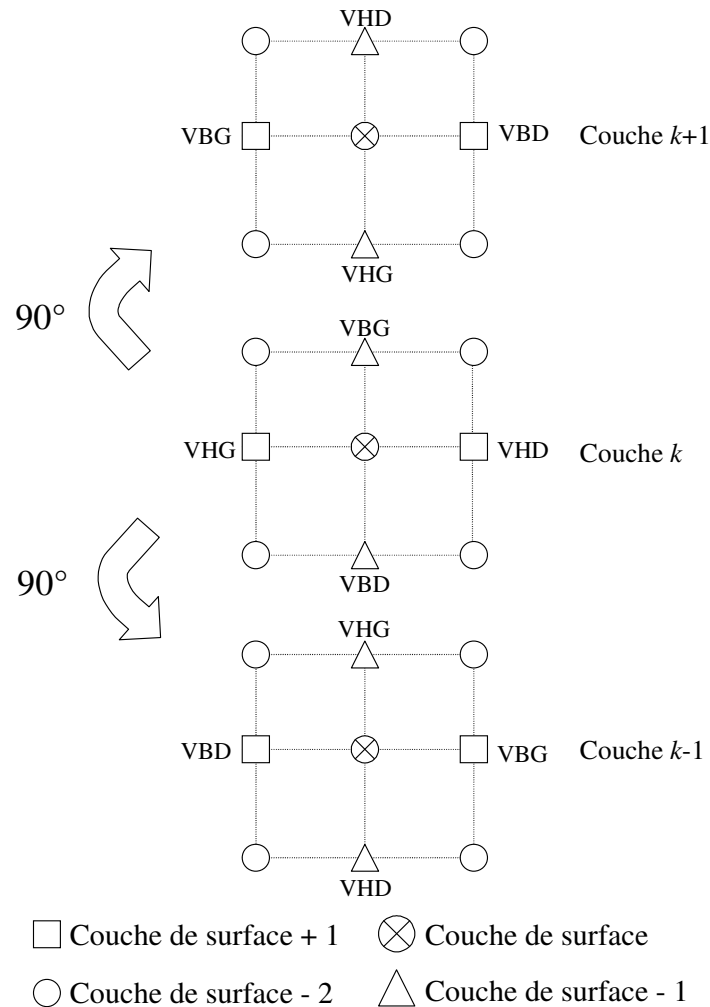 VHD
VBG VBD Couche k+1
VHG
90°
VBG
VHG VHD Couche k
VBD
90°
VHG
VBD VBG Couche k-1
VHD
Couche de surface + 1 Couche de surface
Couche de surface - 2 Couche de surface - 1